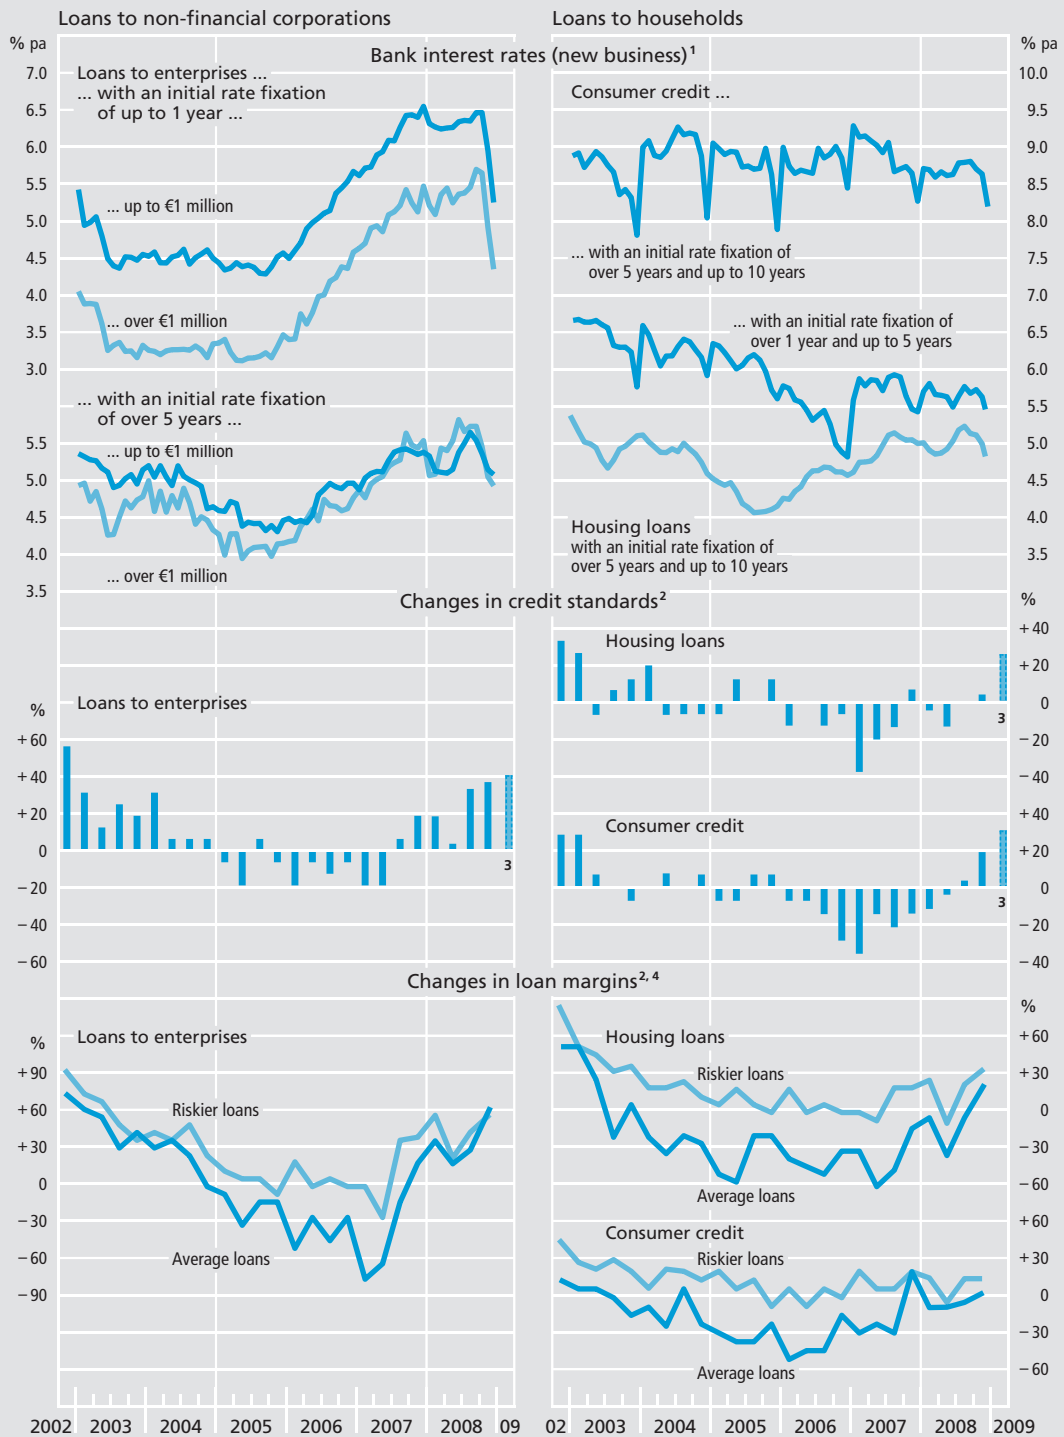 Loans to non-financial corporations
Loans to households
% pa
Bank interest rates (new business)¹
% pa
7.0
6.5
6.0
5.5
5.0
4.5
4.0
3.5
3.0
Loans to enterprises ...
... with an initial rate fixation
of up to 1 year ...
... up to €1 million
... over €1 million
... with an initial rate fixation
of over 5 years ...
5.5
5.0
4.5
4.0
3.5
... up to €1 million
... over €1 million
Consumer credit ...
... with an initial rate fixation of
over 5 years and up to 10 years
... with an initial rate fixation of
over 1 year and up to 5 years
Housing loans
with an initial rate fixation of
over 5 years and up to 10 years
10.0
9.5
9.0
8.5
8.0
7.5
7.0
6.5
6.0
5.5
5.0
4.5
4.0
3.5
Changes in credit standards²
%
Loans to enterprises
%
+60
+40
+20
0
−20
−40
−60
3
Housing loans
+40
+20
0
−20
−40
3
Consumer credit
+40
+20
0
−20
−40
3
Changes in loan margins²,⁴
%
Loans to enterprises
%
+90
+60
+30
0
−30
−60
−90
Riskier loans
Average loans
Housing loans
Riskier loans
Average loans
+60
+30
0
−30
−60
Consumer credit
Riskier loans
Average loans
+60
+30
0
−30
−60
2002 2003 2004 2005 2006 2007 2008 09
02 2003 2004 2005 2006 2007 2008 2009